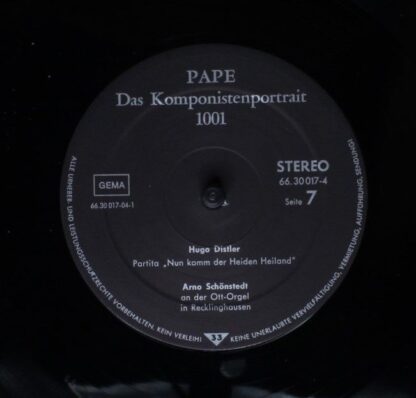 PAPE
Das Komponistenportrait
1001
STEREO
66.30 017-4
Seite 7
GEMA
66.30 017-04-1
Hugo Distler
Partita „Nun komm der Heiden Heiland"
Arno Schönstedt
an der Ott-Orgel
in Recklinghausen
33
ALLE URHEBER- UND LEISTUNGSSCHUTZRECHTE VORBEHALTEN. KEIN VERLEIH! KEINE UNERLAUBTE VERVIELFÄLTIGUNG, VERMIETUNG, AUFFÜHRUNG, SENDUNG!